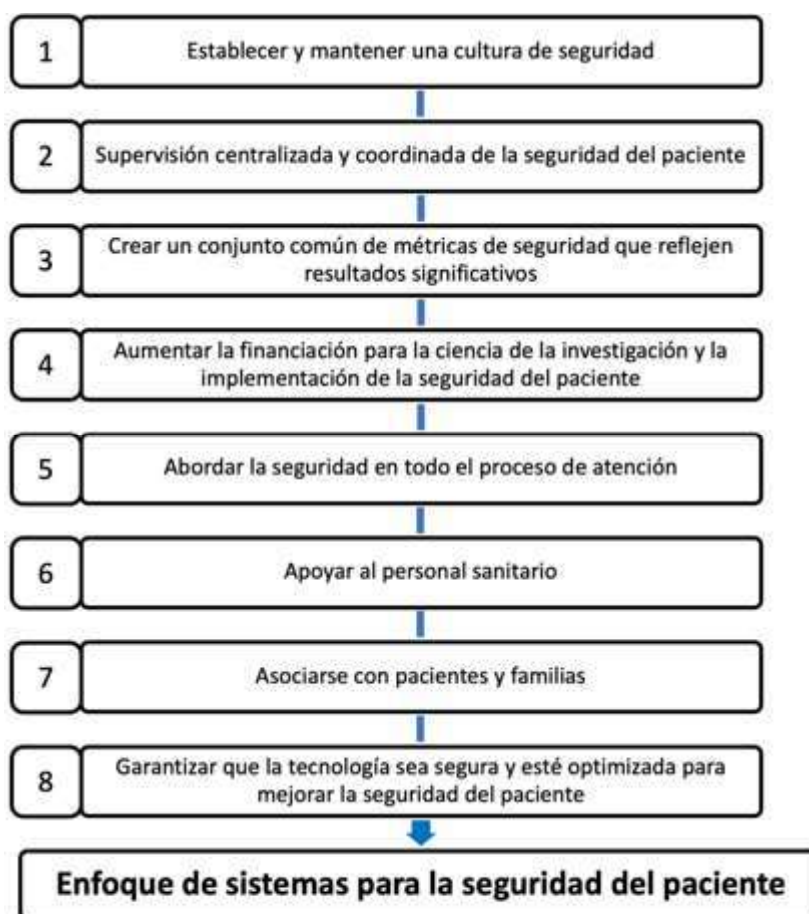 1
Establecer y mantener una cultura de seguridad
2
Supervisión centralizada y coordinada de la seguridad del paciente
3
Crear un conjunto común de métricas de seguridad que reflejen
resultados significativos
4
Aumentar la financiación para la ciencia de la investigación y la
implementación de la seguridad del paciente
5
Abordar la seguridad en todo el proceso de atención
6
Apoyar al personal sanitario
7
Asociarse con pacientes y familias
8
Garantizar que la tecnología sea segura y esté optimizada para
mejorar la seguridad del paciente
Enfoque de sistemas para la seguridad del paciente